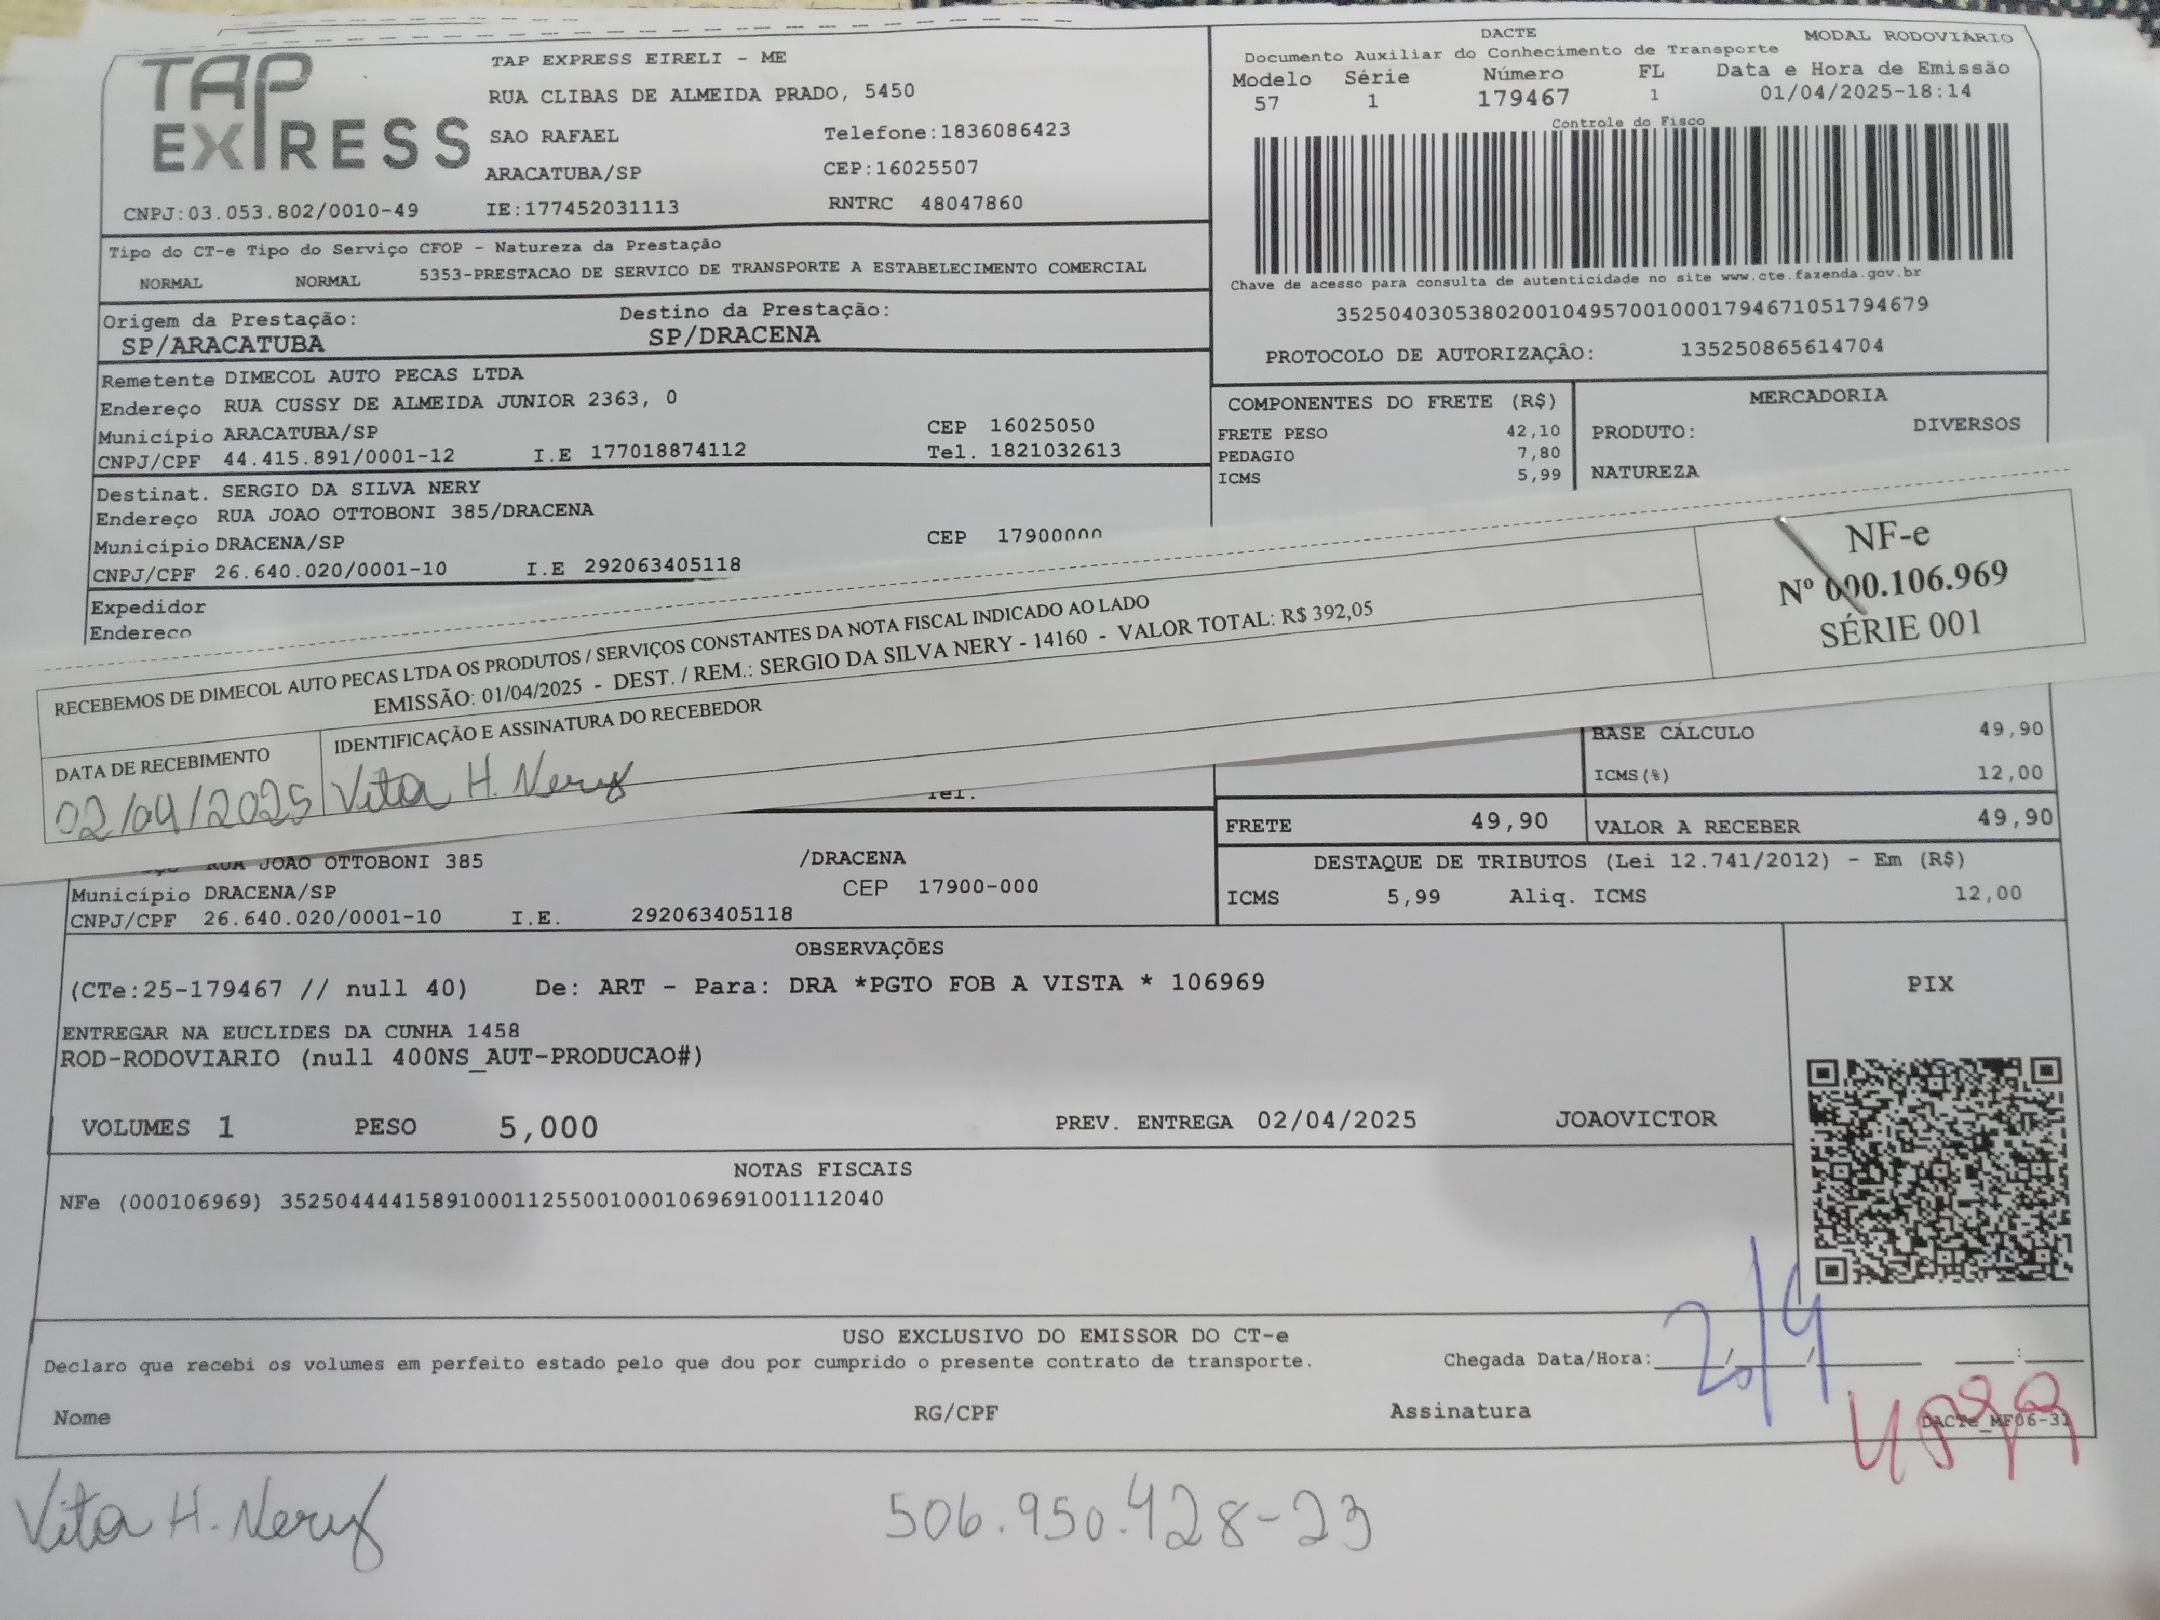 TAP EXPRESS
TAP EXPRESS EIRELI - ME
RUA CLIBAS DE ALMEIDA PRADO, 5450
SAO RAFAEL Telefone:1836086423
ARACATUBA/SP CEP:16025507
CNPJ:03.053.802/0010-49 IE:177452031113 RNTRC 48047860
DACTE MODAL RODOVIÁRIO
Documento Auxiliar do Conhecimento de Transporte
Modelo Série Número FL Data e Hora de Emissão
57 1 179467 1 01/04/2025-18:14
Controle do Fisco
Chave de acesso para consulta de autenticidade no site www.cte.fazenda.gov.br
35250403053802001049570010001794671051794679
PROTOCOLO DE AUTORIZAÇÃO: 135250865614704
Tipo do CT-e Tipo do Serviço CFOP - Natureza da Prestação
NORMAL NORMAL 5353-PRESTACAO DE SERVICO DE TRANSPORTE A ESTABELECIMENTO COMERCIAL
Origem da Prestação: Destino da Prestação:
SP/ARACATUBA SP/DRACENA
Remetente DIMECOL AUTO PECAS LTDA
Endereço RUA CUSSY DE ALMEIDA JUNIOR 2363, 0
Município ARACATUBA/SP CEP 16025050
CNPJ/CPF 44.415.891/0001-12 I.E 177018874112 Tel. 1821032613
Destinat. SERGIO DA SILVA NERY
Endereço RUA JOAO OTTOBONI 385/DRACENA
Município DRACENA/SP CEP 17900000
CNPJ/CPF 26.640.020/0001-10 I.E 292063405118
Expedidor
Endereco
COMPONENTES DO FRETE (R$) MERCADORIA
FRETE PESO 42,10 PRODUTO: DIVERSOS
PEDAGIO 7,80
ICMS 5,99 NATUREZA
RECEBEMOS DE DIMECOL AUTO PECAS LTDA OS PRODUTOS / SERVIÇOS CONSTANTES DA NOTA FISCAL INDICADO AO LADO
EMISSÃO: 01/04/2025 - DEST. / REM.: SERGIO DA SILVA NERY - 14160 - VALOR TOTAL: R$ 392,05
NF-e
Nº 000.106.969
SÉRIE 001
DATA DE RECEBIMENTO IDENTIFICAÇÃO E ASSINATURA DO RECEBEDOR
02/04/2025 Vita H. Nery
BASE CÁLCULO 49,90
ICMS(%) 12,00
Tel.
FRETE 49,90 VALOR A RECEBER 49,90
RUA JOAO OTTOBONI 385 /DRACENA
Município DRACENA/SP CEP 17900-000
CNPJ/CPF 26.640.020/0001-10 I.E. 292063405118
DESTAQUE DE TRIBUTOS (Lei 12.741/2012) - Em (R$)
ICMS 5,99 Aliq. ICMS 12,00
OBSERVAÇÕES
(CTe:25-179467 // null 40) De: ART - Para: DRA *PGTO FOB A VISTA * 106969
ENTREGAR NA EUCLIDES DA CUNHA 1458
ROD-RODOVIARIO (null 400NS_AUT-PRODUCAO#)
PIX
VOLUMES 1 PESO 5,000 PREV. ENTREGA 02/04/2025 JOAOVICTOR
NOTAS FISCAIS
NFe (000106969) 35250444415891000112550010001069691001112040
USO EXCLUSIVO DO EMISSOR DO CT-e
Declaro que recebi os volumes em perfeito estado pelo que dou por cumprido o presente contrato de transporte. Chegada Data/Hora: 2/4
Nome RG/CPF Assinatura DACTe_MF06-31
Vita H. Nery 506.950.428-23